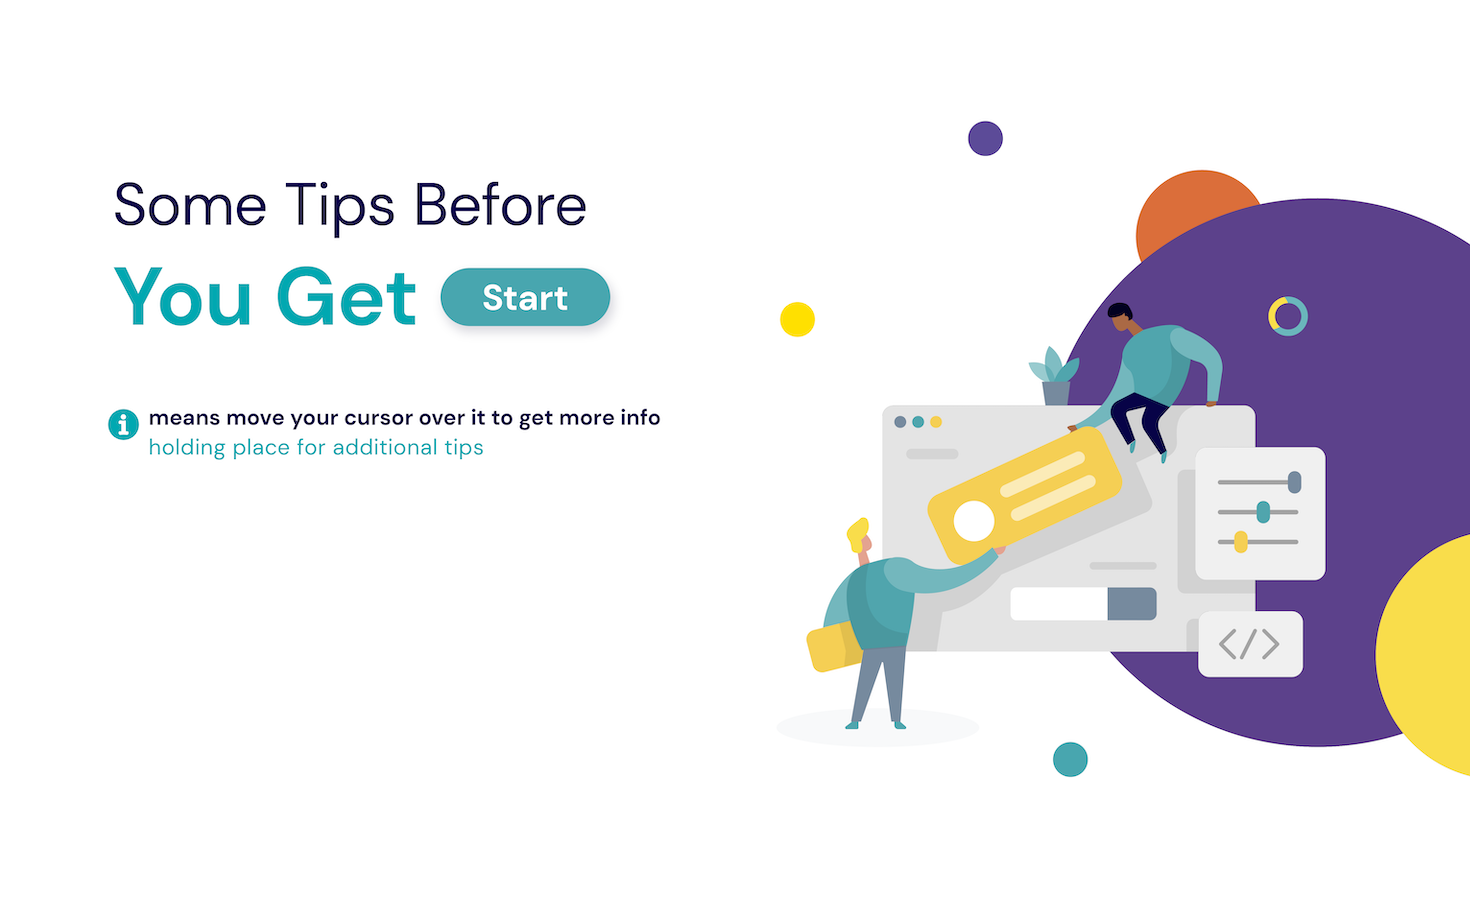 Some Tips Before
You Get Start
i means move your cursor over it to get more info
holding place for additional tips
</>